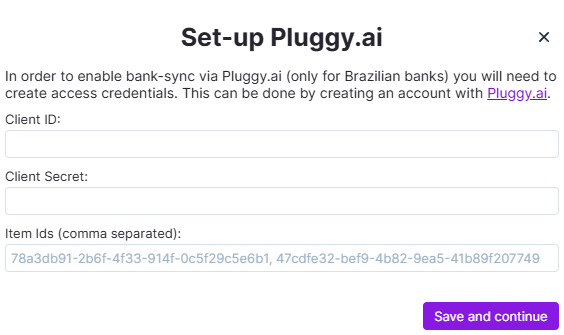 Set-up Pluggy.ai
In order to enable bank-sync via Pluggy.ai (only for Brazilian banks) you will need to
create access credentials. This can be done by creating an account with Pluggy.ai.
Client ID:
Client Secret:
Item Ids (comma separated):
78a3db91-2b6f-4f33-914f-0c5f29c5e6b1, 47cdfe32-bef9-4b82-9ea5-41b89f207749
Save and continue